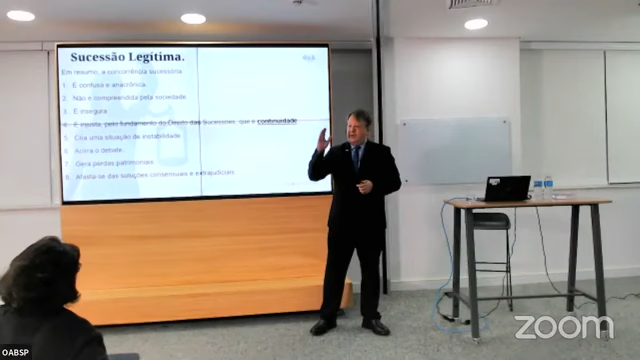 Sucessão Legítima.
Em resumo, a concorrência sucessória:
1. É confusa e anacrônica.
2. Não é compreendida pela sociedade.
3. É insegura
4. É injusta, pelo fundamento do Direito das Sucessões, que é continuidade
5. Cria uma situação de instabilidade.
6. Acirra o debate.
7. Gera perdas patrimoniais
8. Afasta-se das soluções consensuais e extrajudiciais.
zoom
OABSP